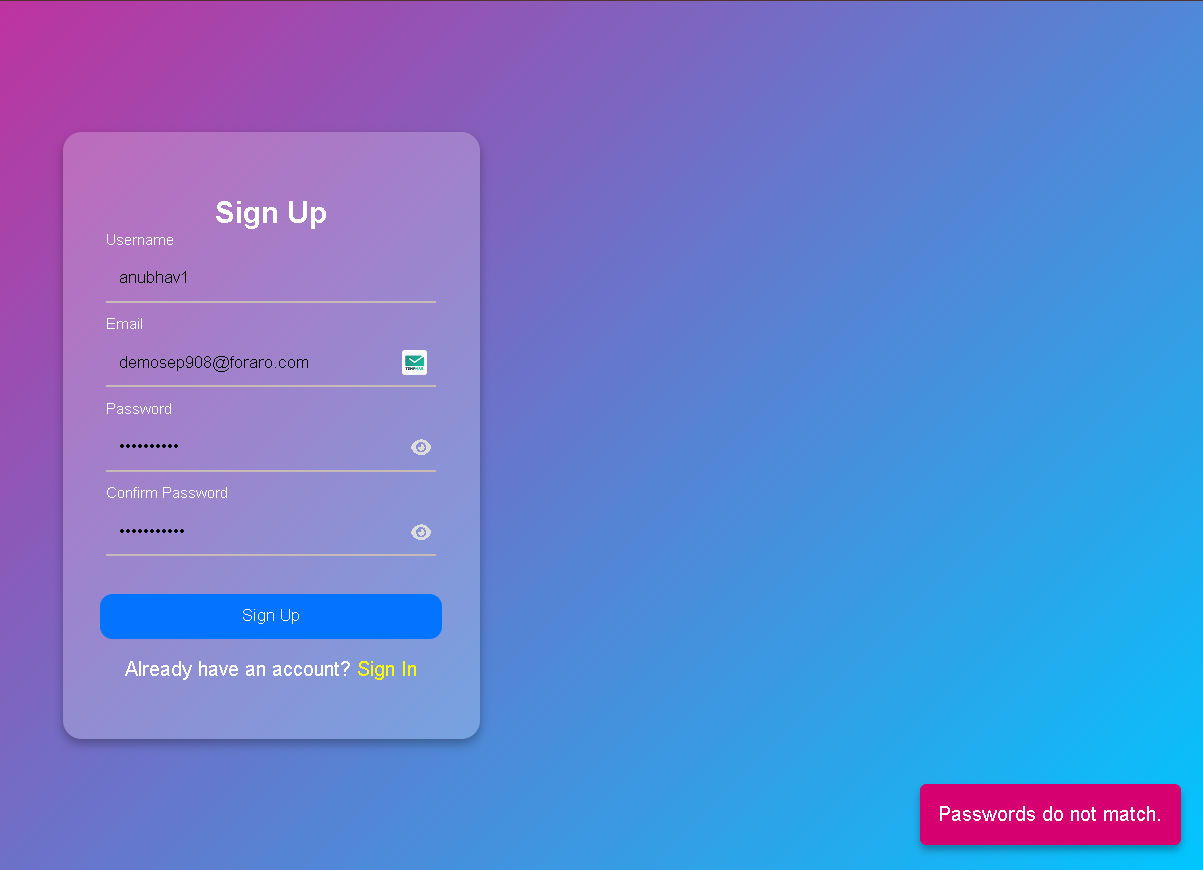 Sign Up
Username
anubhav1
Email
demosep908@foraro.com
Password
••••••••••
Confirm Password
•••••••••••
Sign Up
Already have an account? Sign In
Passwords do not match.